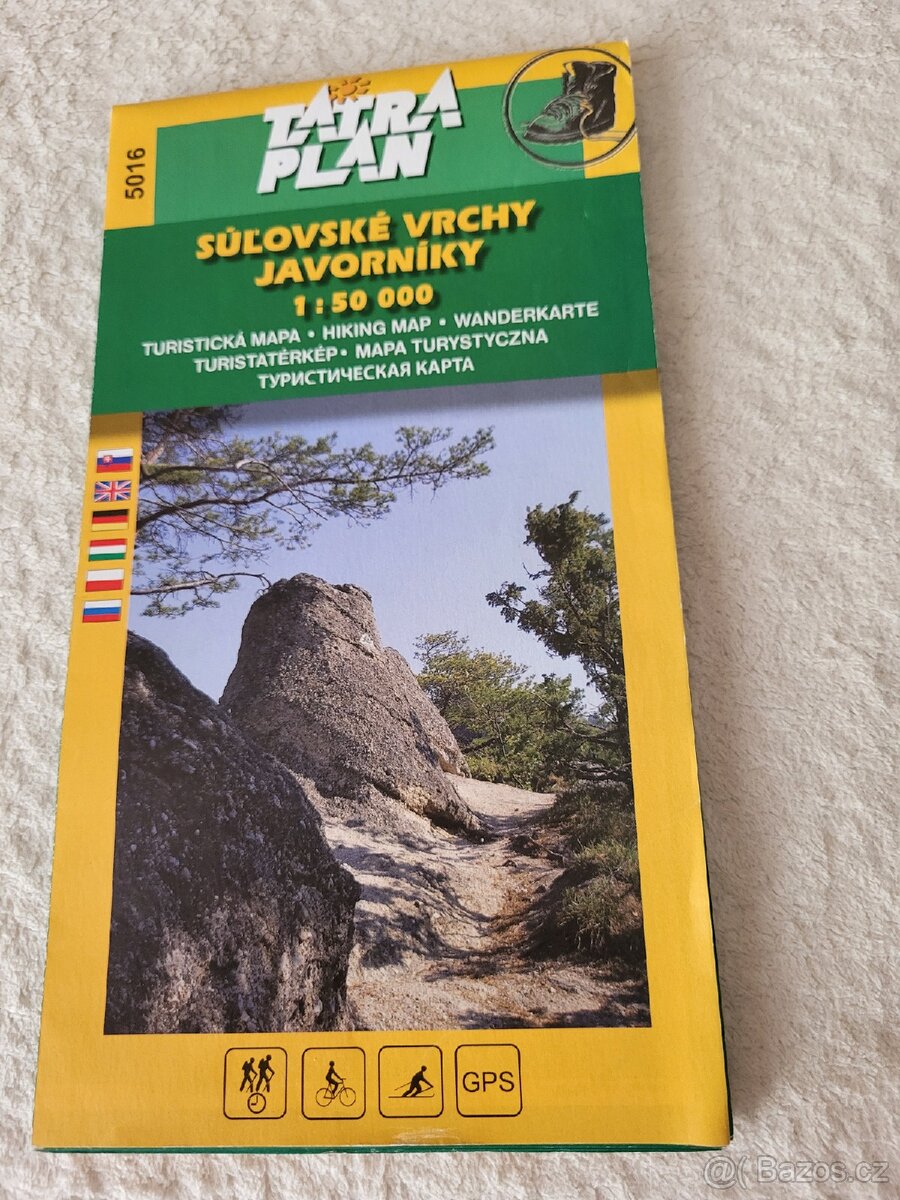 5016
TATRA
PLAN
SÚĽOVSKÉ VRCHY
JAVORNÍKY
1 : 50 000
TURISTICKÁ MAPA • HIKING MAP • WANDERKARTE
TURISTATÉRKÉP • MAPA TURYSTYCZNA
ТУРИСТИЧЕСКАЯ КАРТА
GPS
@( Bazos.cz